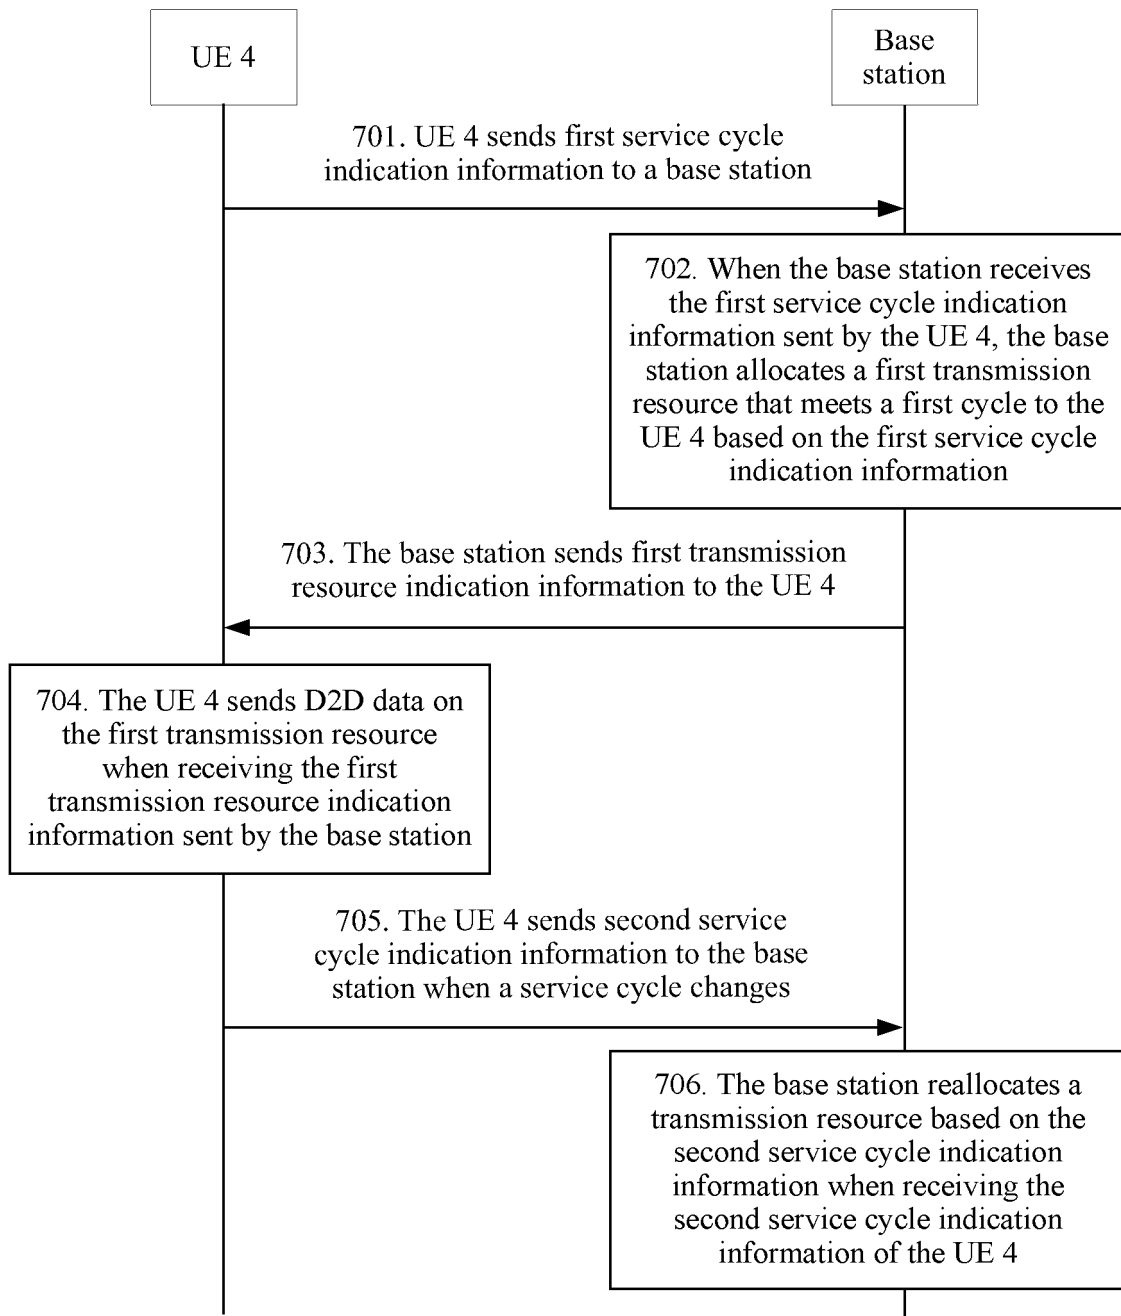 UE 4
Base
station
701. UE 4 sends first service cycle
indication information to a base station
702. When the base station receives
the first service cycle indication
information sent by the UE 4, the base
station allocates a first transmission
resource that meets a first cycle to the
UE 4 based on the first service cycle
indication information
703. The base station sends first transmission
resource indication information to the UE 4
704. The UE 4 sends D2D data on
the first transmission resource
when receiving the first
transmission resource indication
information sent by the base station
705. The UE 4 sends second service
cycle indication information to the base
station when a service cycle changes
706. The base station reallocates a
transmission resource based on the
second service cycle indication
information when receiving the
second service cycle indication
information of the UE 4